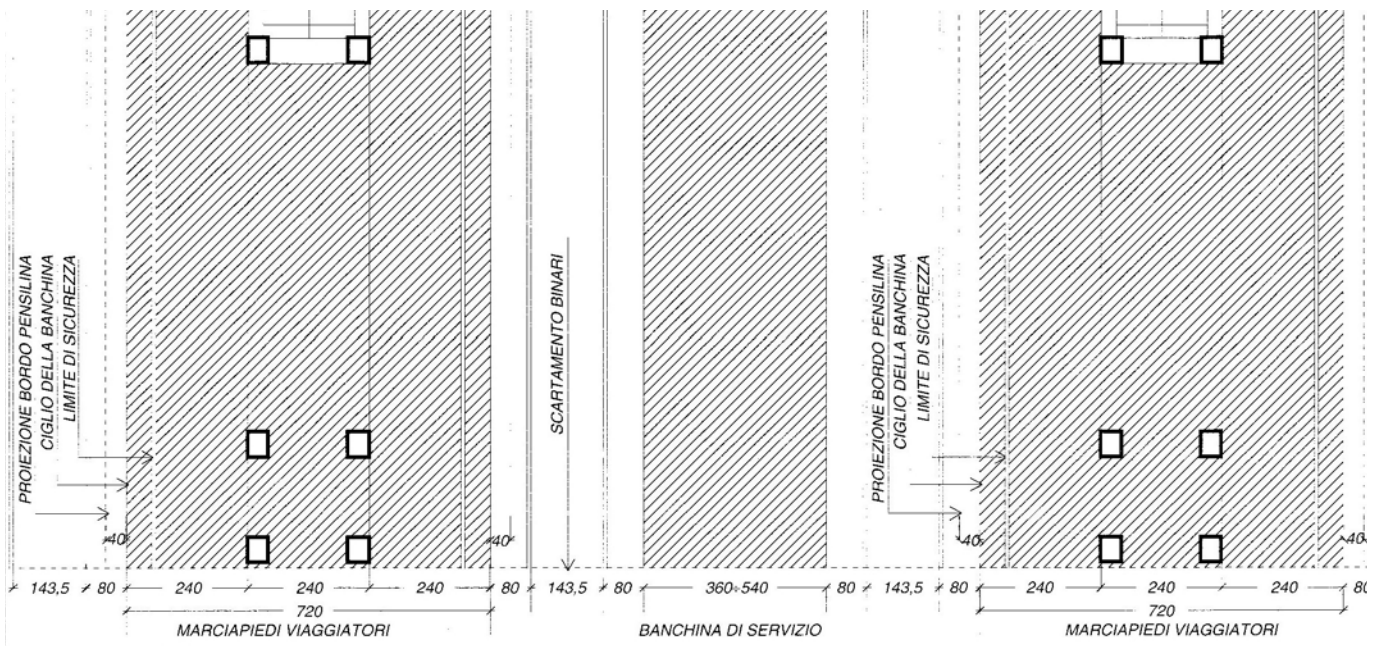 PROIEZIONE BORDO PENSILINA
CIGLIO DELLA BANCHINA
LIMITE DI SICUREZZA
SCARTAMENTO BINARI
PROIEZIONE BORDO PENSILINA
CIGLIO DELLA BANCHINA
LIMITE DI SICUREZZA
40 40 40 40
143,5 80 240 240 240 80 143,5 80 360÷540 80 143,5 80 240 240 240
720 720
MARCIAPIEDI VIAGGIATORI BANCHINA DI SERVIZIO MARCIAPIEDI VIAGGIATORI